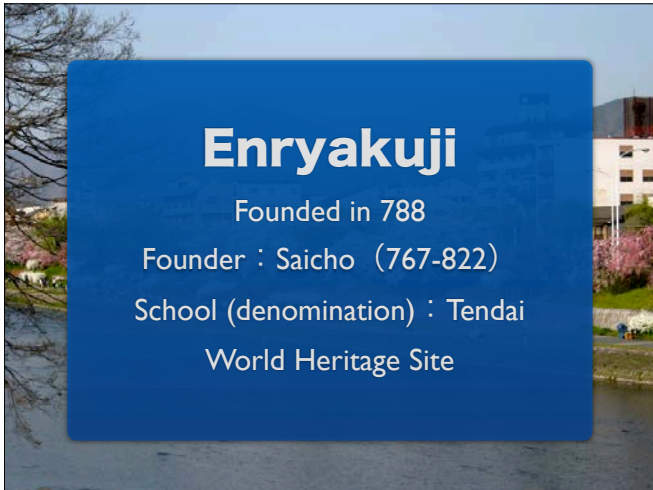 Enryakuji
Founded in 788
Founder：Saicho（767-822）
School (denomination)：Tendai
World Heritage Site